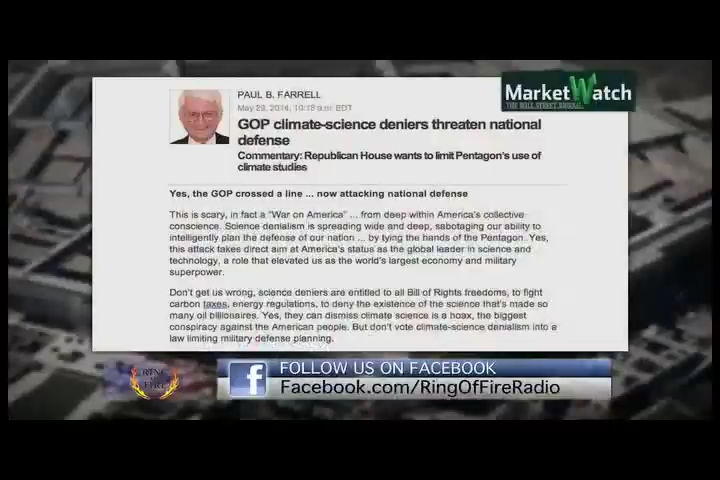 PAUL B. FARRELL
May 29, 2014, 10:18 a.m. EDT
MarketWatch
THE WALL STREET JOURNAL.
GOP climate-science deniers threaten national
defense
Commentary: Republican House wants to limit Pentagon's use of
climate studies
Yes, the GOP crossed a line ... now attacking national defense
This is scary, in fact a "War on America" ... from deep within America's collective
conscience. Science denialism is spreading wide and deep, sabotaging our ability to
intelligently plan the defense of our nation ... by tying the hands of the Pentagon. Yes,
this attack takes direct aim at America's status as the global leader in science and
technology, a role that elevated us as the world's largest economy and military
superpower.
Don't get us wrong, science deniers are entitled to all Bill of Rights freedoms, to fight
carbon taxes, energy regulations, to deny the existence of the science that's made so
many oil billionaires. Yes, they can dismiss climate science is a hoax, the biggest
conspiracy against the American people. But don't vote climate-science denialism into a
law limiting military defense planning.
RING OF FIRE
f
FOLLOW US ON FACEBOOK
Facebook.com/RingOfFireRadio